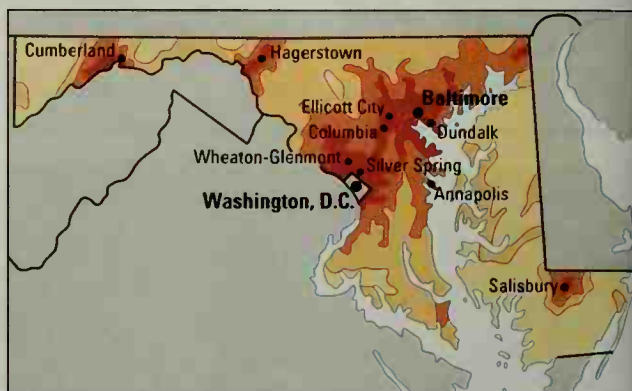 Cumberland
Hagerstown
Ellicott City
Baltimore
Columbia
Dundalk
Wheaton-Glenmont
Silver Spring
Washington, D.C.
Annapolis
Salisbury